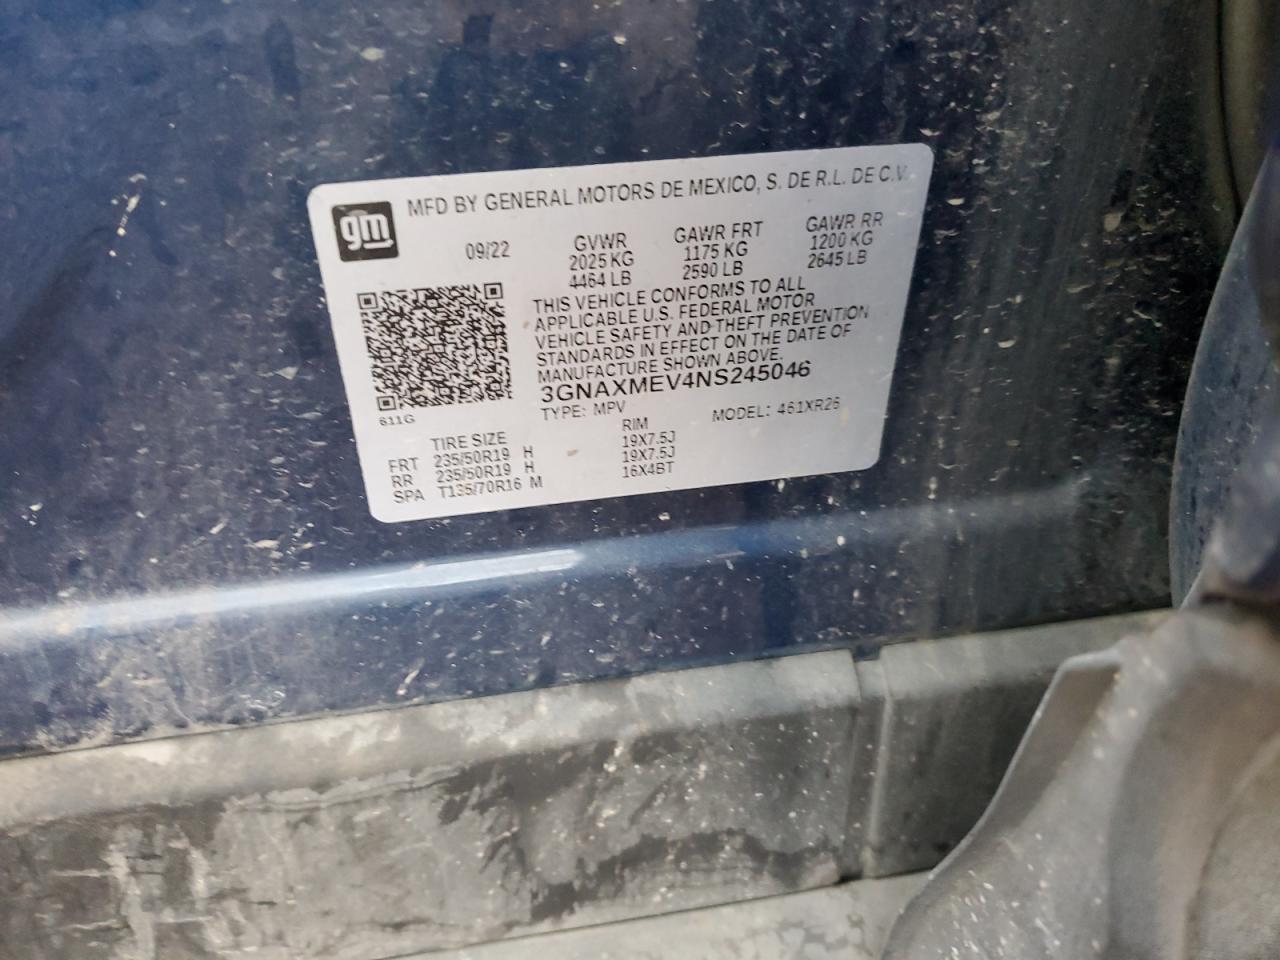 gm
MFD BY GENERAL MOTORS DE MEXICO, S. DE R.L. DE C.V.
09/22
GVWR GAWR FRT GAWR RR
2025 KG 1175 KG 1200 KG
4464 LB 2590 LB 2645 LB
THIS VEHICLE CONFORMS TO ALL
APPLICABLE U.S. FEDERAL MOTOR
VEHICLE SAFETY AND THEFT PREVENTION
STANDARDS IN EFFECT ON THE DATE OF
MANUFACTURE SHOWN ABOVE.
3GNAXMEV4NS245046
611G
TYPE: MPV MODEL: 461XR26
TIRE SIZE RIM
FRT 235/50R19 H 19X7.5J
RR 235/50R19 H 19X7.5J
SPA T135/70R16 M 16X4BT